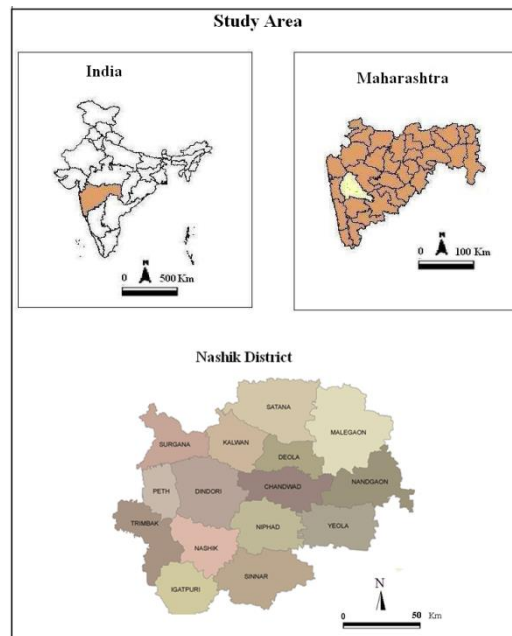 Study Area
India
Maharashtra
N
0 500 Km
N
0 100 Km
Nashik District
SATANA
MALEGAON
SURGANA
KALWAN
DEOLA
NANDGAON
PETH
DINDORI
CHANDWAD
TRIMBAK
NIPHAD
YEOLA
NASHIK
SINNAR
IGATPURI
N
0 50 Km